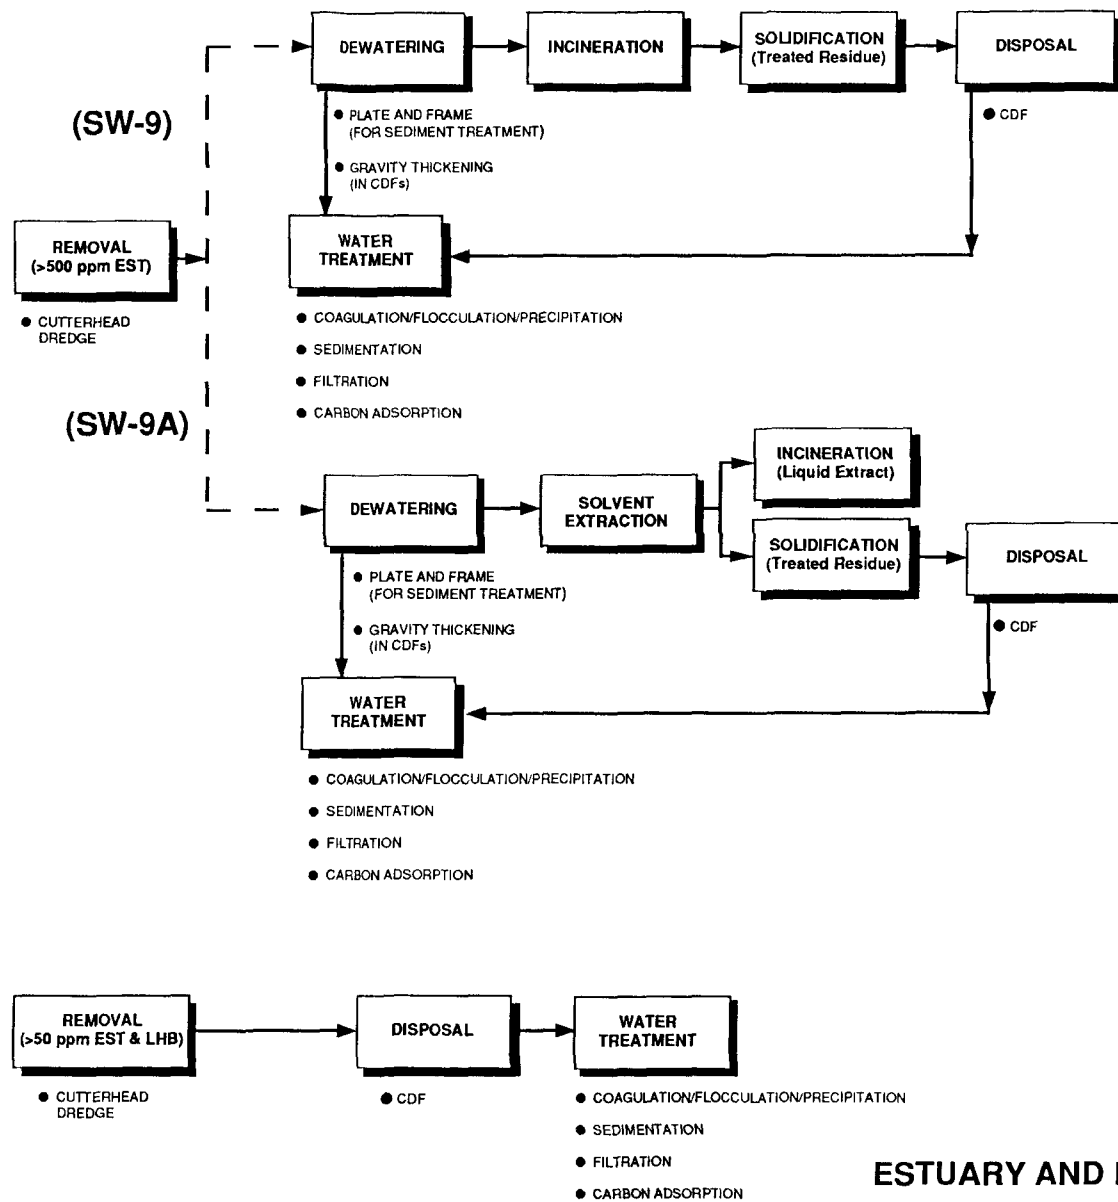 DEWATERING
INCINERATION
SOLIDIFICATION
(Treated Residue)
DISPOSAL
● PLATE AND FRAME
(FOR SEDIMENT TREATMENT)
● GRAVITY THICKENING
(IN CDFs)
● CDF
(SW-9)
REMOVAL
(>500 ppm EST)
● CUTTERHEAD
DREDGE
WATER
TREATMENT
● COAGULATION/FLOCCULATION/PRECIPITATION
● SEDIMENTATION
● FILTRATION
● CARBON ADSORPTION
(SW-9A)
DEWATERING
SOLVENT
EXTRACTION
INCINERATION
(Liquid Extract)
SOLIDIFICATION
(Treated Residue)
DISPOSAL
● PLATE AND FRAME
(FOR SEDIMENT TREATMENT)
● GRAVITY THICKENING
(IN CDFs)
● CDF
WATER
TREATMENT
● COAGULATION/FLOCCULATION/PRECIPITATION
● SEDIMENTATION
● FILTRATION
● CARBON ADSORPTION
REMOVAL
(>50 ppm EST & LHB)
● CUTTERHEAD
DREDGE
DISPOSAL
● CDF
WATER
TREATMENT
● COAGULATION/FLOCCULATION/PRECIPITATION
● SEDIMENTATION
● FILTRATION
● CARBON ADSORPTION
ESTUARY AND